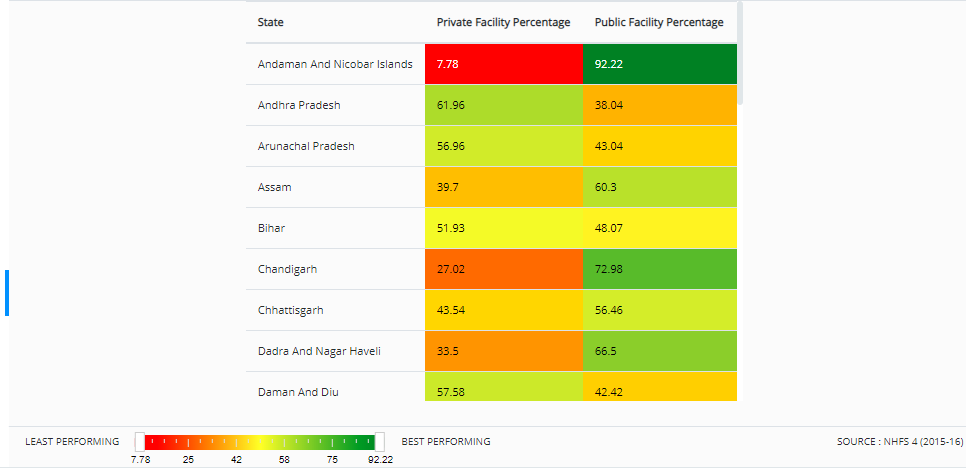 State Private Facility Percentage Public Facility Percentage
Andaman And Nicobar Islands 7.78 92.22
Andhra Pradesh 61.96 38.04
Arunachal Pradesh 56.96 43.04
Assam 39.7 60.3
Bihar 51.93 48.07
Chandigarh 27.02 72.98
Chhattisgarh 43.54 56.46
Dadra And Nagar Haveli 33.5 66.5
Daman And Diu 57.58 42.42
LEAST PERFORMING BEST PERFORMING SOURCE : NHFS 4 (2015-16)
7.78 25 42 58 75 92.22